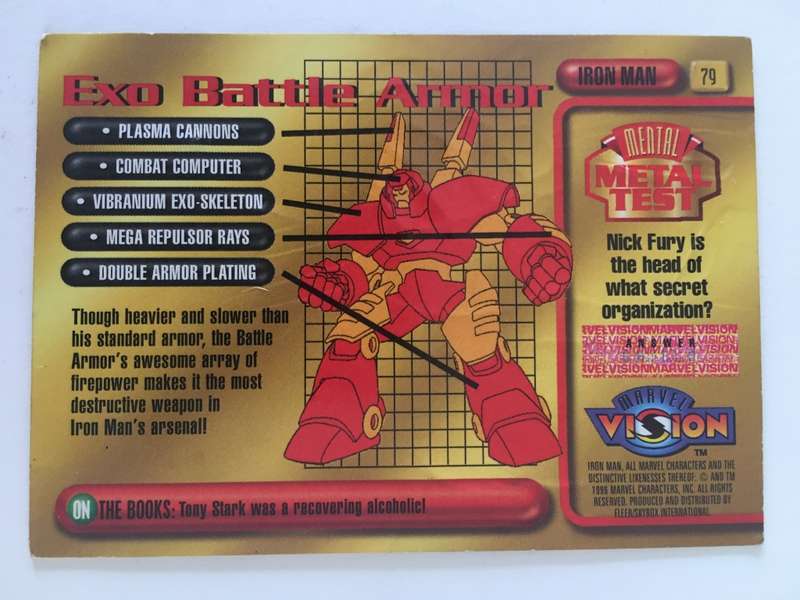 Exo Battle Armor
IRON MAN
79
• PLASMA CANNONS
• COMBAT COMPUTER
• VIBRANIUM EXO-SKELETON
• MEGA REPULSOR RAYS
• DOUBLE ARMOR PLATING
Though heavier and slower than
his standard armor, the Battle
Armor's awesome array of
firepower makes it the most
destructive weapon in
Iron Man's arsenal!
ON THE BOOKS: Tony Stark was a recovering alcoholic!
MENTAL
METAL
TEST
Nick Fury is
the head of
what secret
organization?
ANSWER
MARVEL
VISION
TM
IRON MAN, ALL MARVEL CHARACTERS AND THE
DISTINCTIVE LIKENESSES THEREOF: © AND TM
1996 MARVEL CHARACTERS, INC. ALL RIGHTS
RESERVED. PRODUCED AND DISTRIBUTED BY
FLEER/SKYBOX INTERNATIONAL